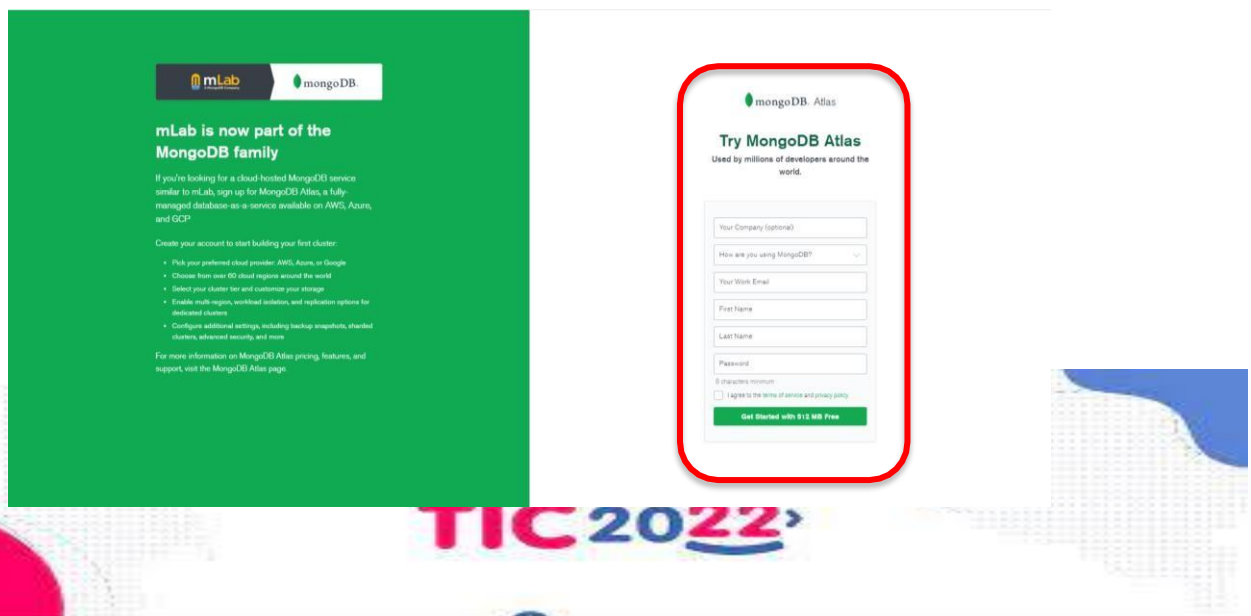 mLab
A MongoDB Company
mongoDB.
mLab is now part of the
MongoDB family
If you're looking for a cloud-hosted MongoDB service
similar to mLab, sign up for MongoDB Atlas, a fully-
managed database-as-a-service available on AWS, Azure,
and GCP
Create your account to start building your first cluster:
Pick your preferred cloud provider: AWS, Azure, or Google
Choose from over 60 cloud regions around the world
Select your cluster tier and customize your storage
Enable multi-region, workload isolation, and replication options for
dedicated clusters
Configure additional settings, including backup snapshots, sharded
clusters, advanced security, and more
For more information on MongoDB Atlas pricing, features, and
support, visit the MongoDB Atlas page.
mongoDB. Atlas
Try MongoDB Atlas
Used by millions of developers around the
world.
Your Company (optional)
How are you using MongoDB?
Your Work Email
First Name
Last Name
Password
8 characters minimum
I agree to the terms of service and privacy policy.
Get Started with 512 MB Free
TIC 2022